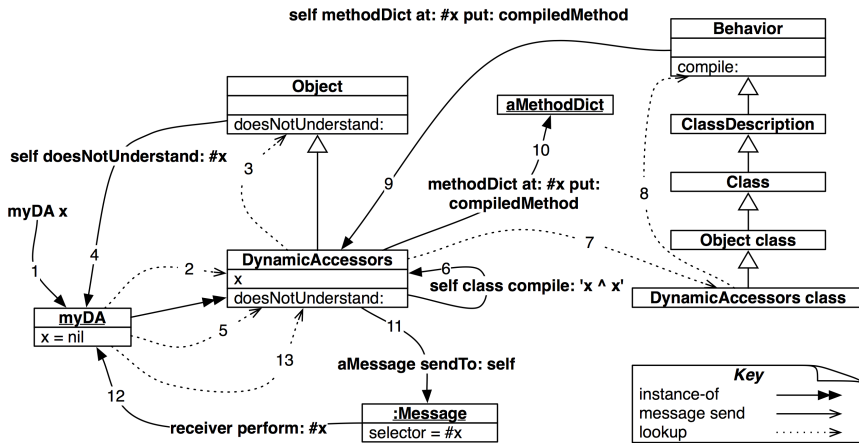 self methodDict at: #x put: compiledMethod
Behavior
compile:
Object
doesNotUnderstand:
aMethodDict
ClassDescription
self doesNotUnderstand: #x
3
10
9
methodDict at: #x put:
compiledMethod
8
Class
myDA x
4
1
2
DynamicAccessors
x
doesNotUnderstand:
6
self class compile: 'x ^ x'
7
Object class
DynamicAccessors class
myDA
x = nil
5
13
11
12
aMessage sendTo: self
receiver perform: #x
:Message
selector = #x
Key
instance-of
message send
lookup